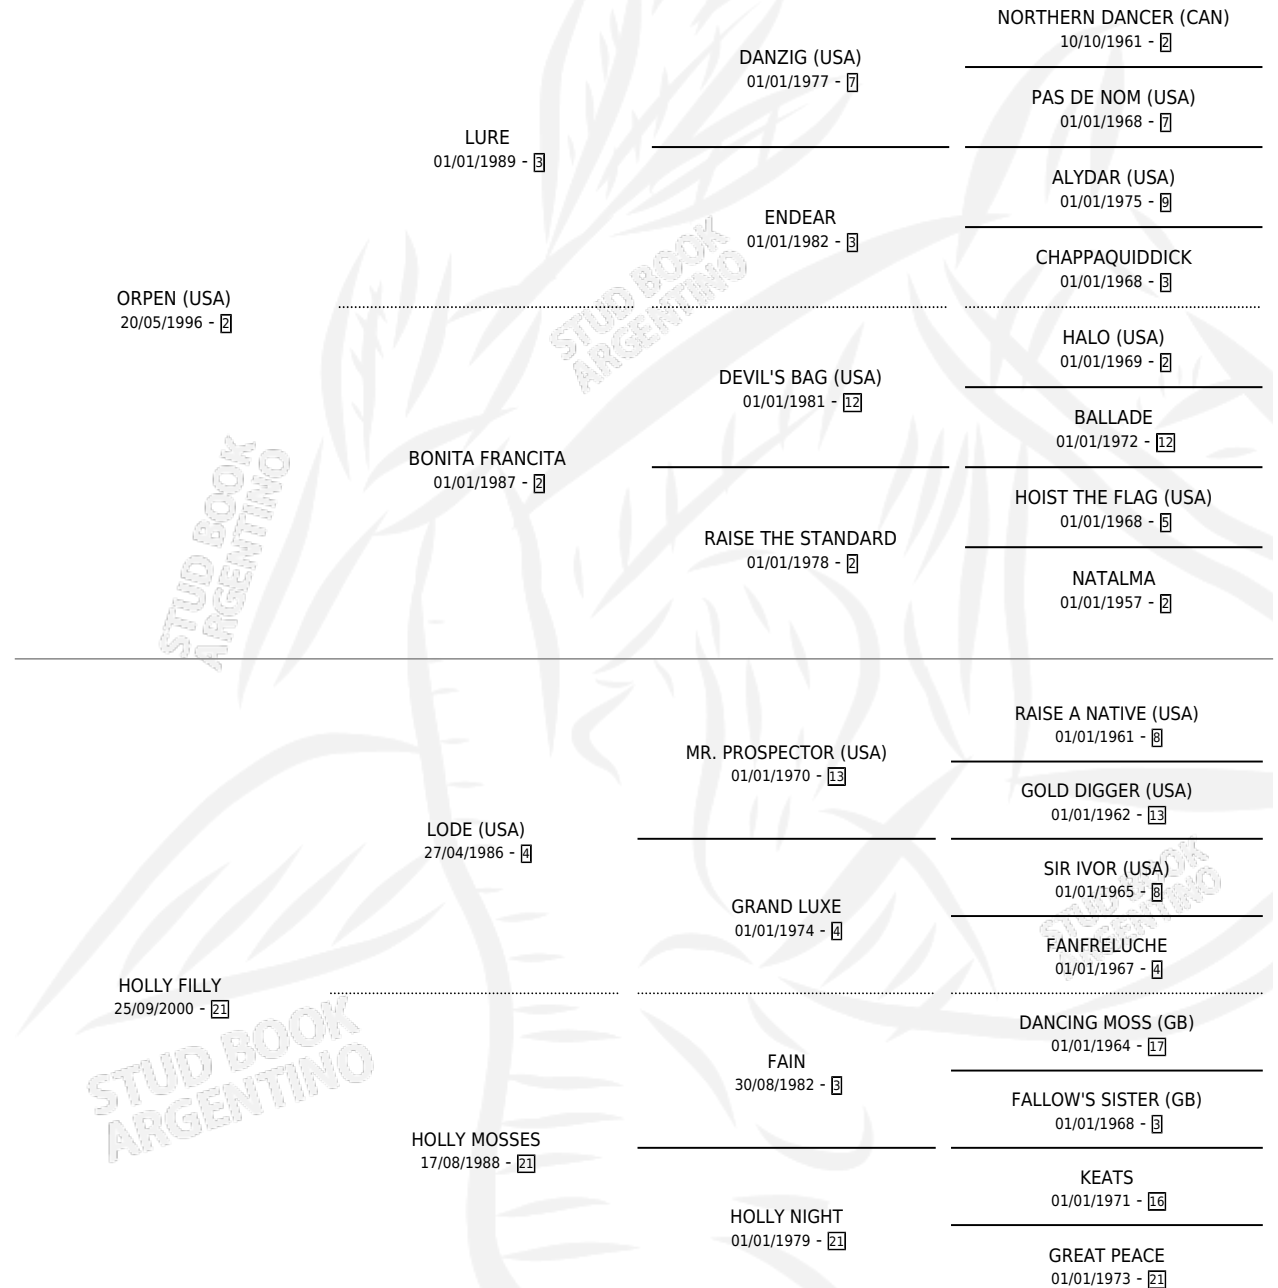 NORTHERN DANCER (CAN)
10/10/1961 - 2
DANZIG (USA)
01/01/1977 - 7
PAS DE NOM (USA)
01/01/1968 - 7
LURE
01/01/1989 - 3
ALYDAR (USA)
01/01/1975 - 9
ENDEAR
01/01/1982 - 3
CHAPPAQUIDDICK
01/01/1968 - 3
ORPEN (USA)
20/05/1996 - 2
HALO (USA)
01/01/1969 - 2
DEVIL'S BAG (USA)
01/01/1981 - 12
BALLADE
01/01/1972 - 12
BONITA FRANCITA
01/01/1987 - 2
HOIST THE FLAG (USA)
01/01/1968 - 5
RAISE THE STANDARD
01/01/1978 - 2
NATALMA
01/01/1957 - 2
RAISE A NATIVE (USA)
01/01/1961 - 8
MR. PROSPECTOR (USA)
01/01/1970 - 13
GOLD DIGGER (USA)
01/01/1962 - 13
LODE (USA)
27/04/1986 - 4
SIR IVOR (USA)
01/01/1965 - 8
GRAND LUXE
01/01/1974 - 4
FANFRELUCHE
01/01/1967 - 4
HOLLY FILLY
25/09/2000 - 21
DANCING MOSS (GB)
01/01/1964 - 17
FAIN
30/08/1982 - 3
FALLOW'S SISTER (GB)
01/01/1968 - 3
HOLLY MOSSES
17/08/1988 - 21
KEATS
01/01/1971 - 16
HOLLY NIGHT
01/01/1979 - 21
GREAT PEACE
01/01/1973 - 21
STUD BOOK
ARGENTINO
STUD BOOK
ARGENTINO
STUD BOOK
ARGENTINO
STUD BOOK
ARGENTINO